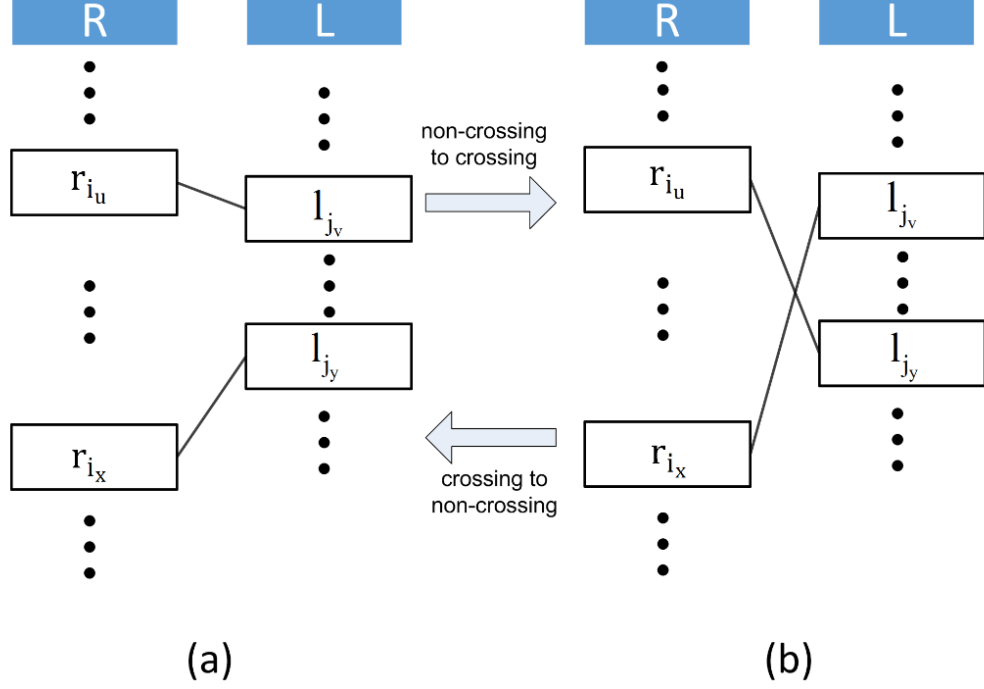 R L R L
non-crossing
to crossing
r_{i_u} l_{j_v} r_{i_u} l_{j_v}
l_{j_y} l_{j_y}
r_{i_x} r_{i_x}
crossing to
non-crossing
(a) (b)